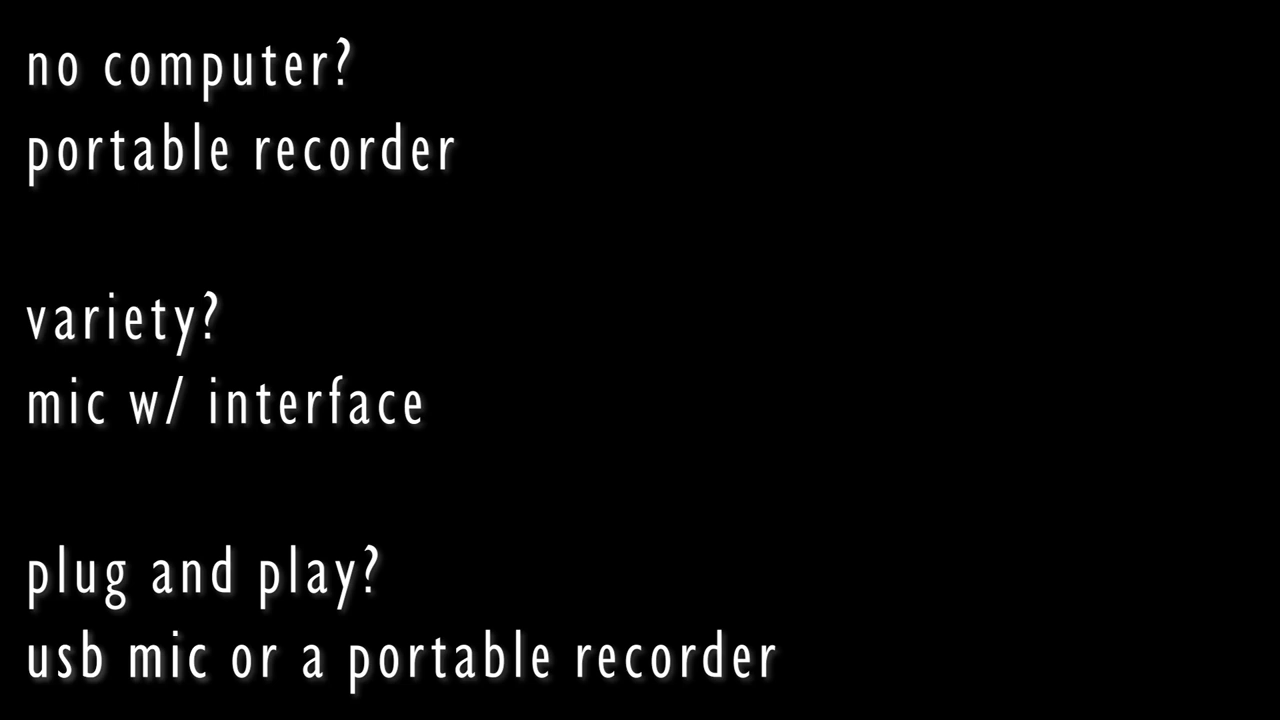 no computer?
portable recorder
variety?
mic w/ interface
plug and play?
usb mic or a portable recorder